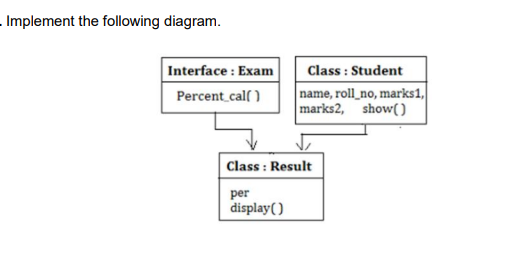 . Implement the following diagram.
Interface : Exam
Percent_cal( )
Class : Student
name, roll_no, marks1,
marks2, show( )
Class : Result
per
display( )